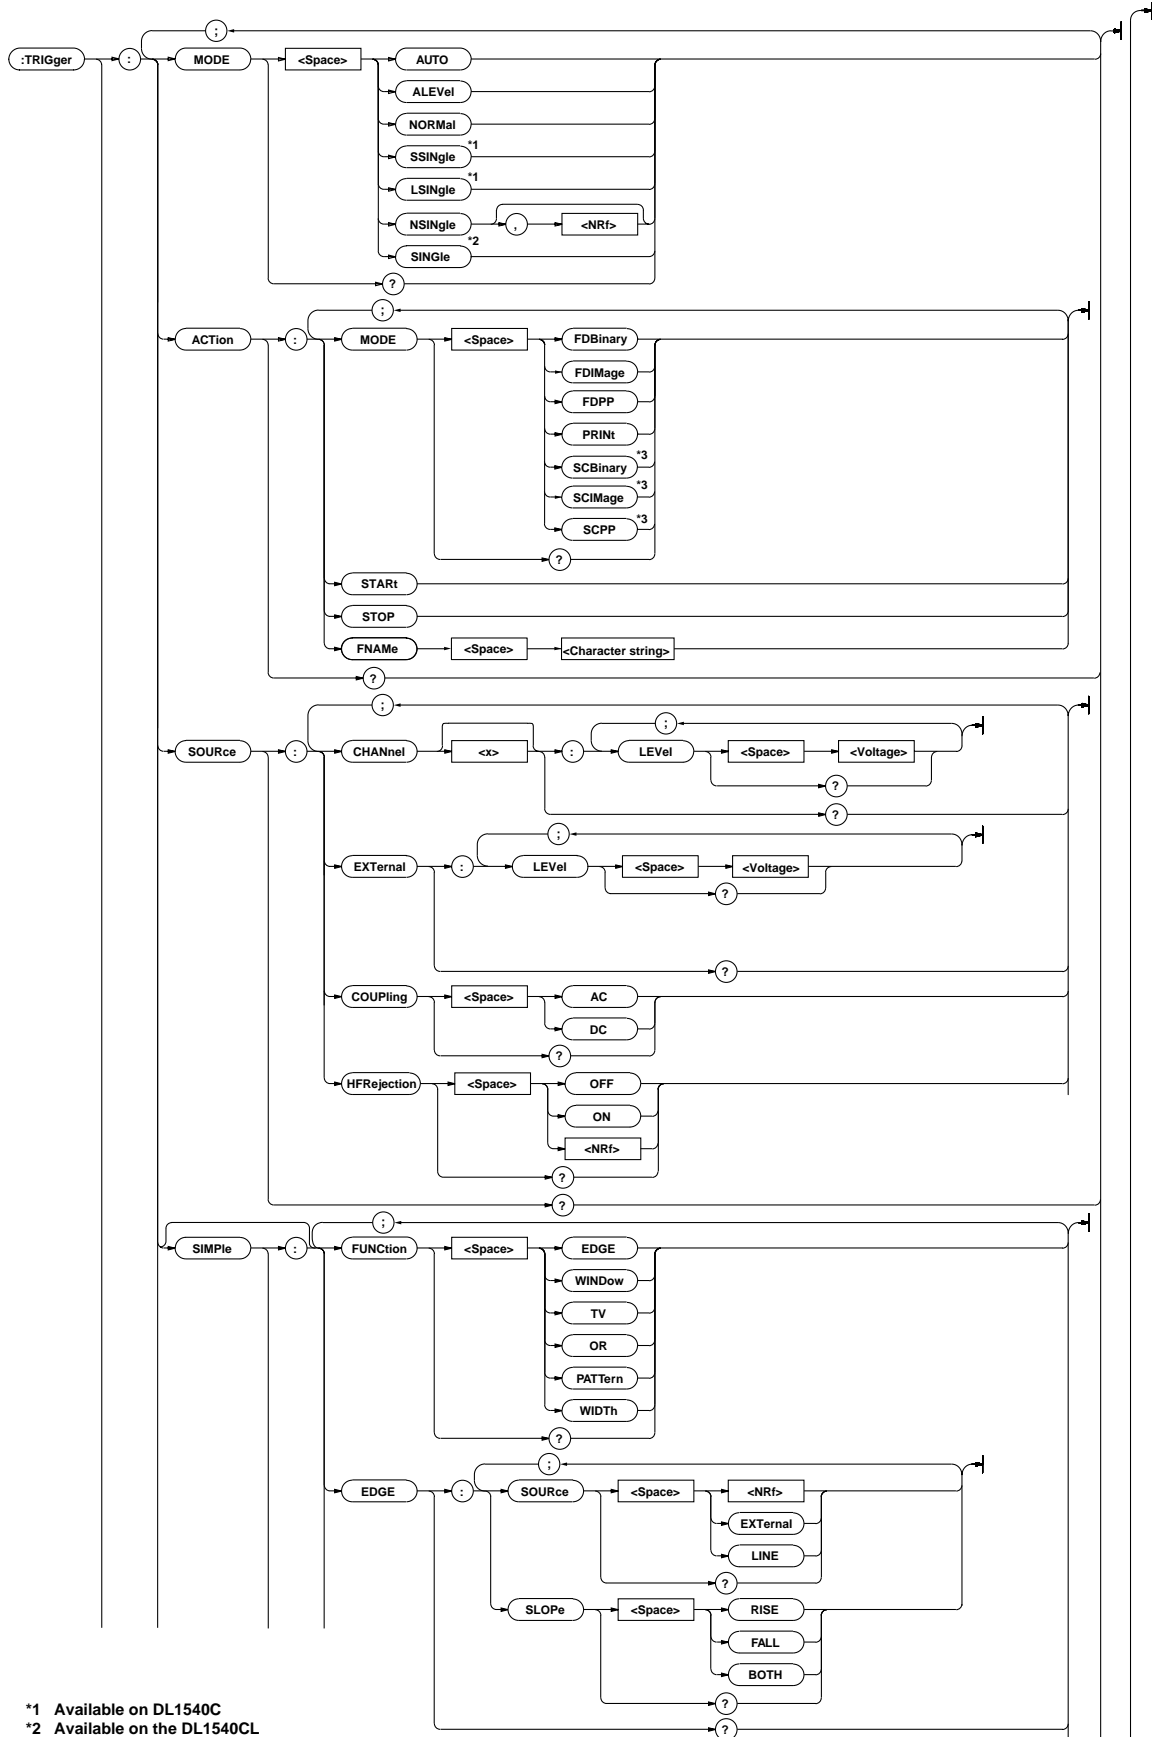 ;
:TRIGger : MODE <Space> AUTO
ALEVel
NORMal
SSINgle *1
LSINgle *1
NSINgle , <NRf>
SINGle *2
?
;
ACTion : MODE <Space> FDBinary
FDIMage
FDPP
PRINt
SCBinary *3
SCIMage *3
SCPP *3
?
STARt
STOP
FNAMe <Space> <Character string>
?
;
;
SOURce : CHANnel <x> : LEVel <Space> <Voltage>
?
?
;
EXTernal : LEVel <Space> <Voltage>
?
?
COUPling <Space> AC
DC
?
HFRejection <Space> OFF
ON
<NRf>
?
?
;
SIMPle : FUNCtion <Space> EDGE
WINDow
TV
OR
PATTern
WIDTh
?
;
EDGE : SOURce <Space> <NRf>
EXTernal
LINE
?
SLOPe <Space> RISE
FALL
BOTH
?
?
*1 Available on DL1540C
*2 Available on the DL1540CL